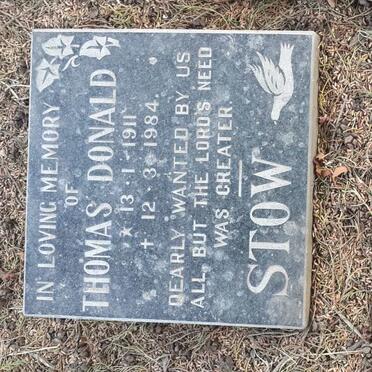 IN LOVING MEMORY
OF
THOMAS DONALD
★ 13 · 1 · 1911
+ 12 · 3 · 1984
DEARLY WANTED BY US
ALL, BUT THE LORD'S NEED
WAS GREATER
STOW